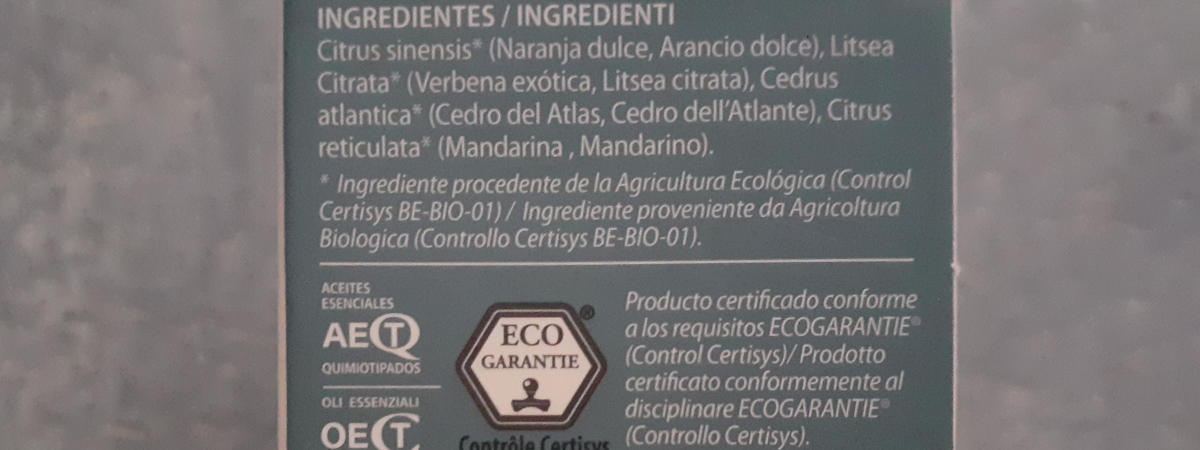 INGREDIENTES / INGREDIENTI
Citrus sinensis* (Naranja dulce, Arancio dolce), Litsea
Citrata* (Verbena exótica, Litsea citrata), Cedrus
atlantica* (Cedro del Atlas, Cedro dell'Atlante), Citrus
reticulata* (Mandarina , Mandarino).
* Ingrediente procedente de la Agricultura Ecológica (Control
Certisys BE-BIO-01) / Ingrediente proveniente da Agricoltura
Biologica (Controllo Certisys BE-BIO-01).
ACEITES
ESENCIALES
AEQT
QUIMIOTIPADOS
OLI ESSENZIALI
OECT
ECO
GARANTIE
®
Contrôle Certisys
Producto certificado conforme
a los requisitos ECOGARANTIE®
(Control Certisys)/ Prodotto
certificato conformemente al
disciplinare ECOGARANTIE®
(Controllo Certisys).